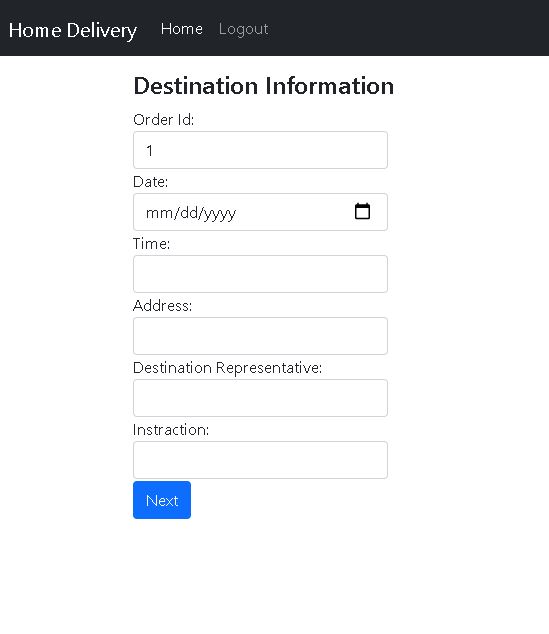 Home Delivery Home Logout
Destination Information
Order Id:
1
Date:
mm/dd/yyyy
Time:
Address:
Destination Representative:
Instraction:
Next